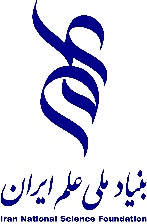 بنیاد ملی علم ایران
Iran National Science Foundation